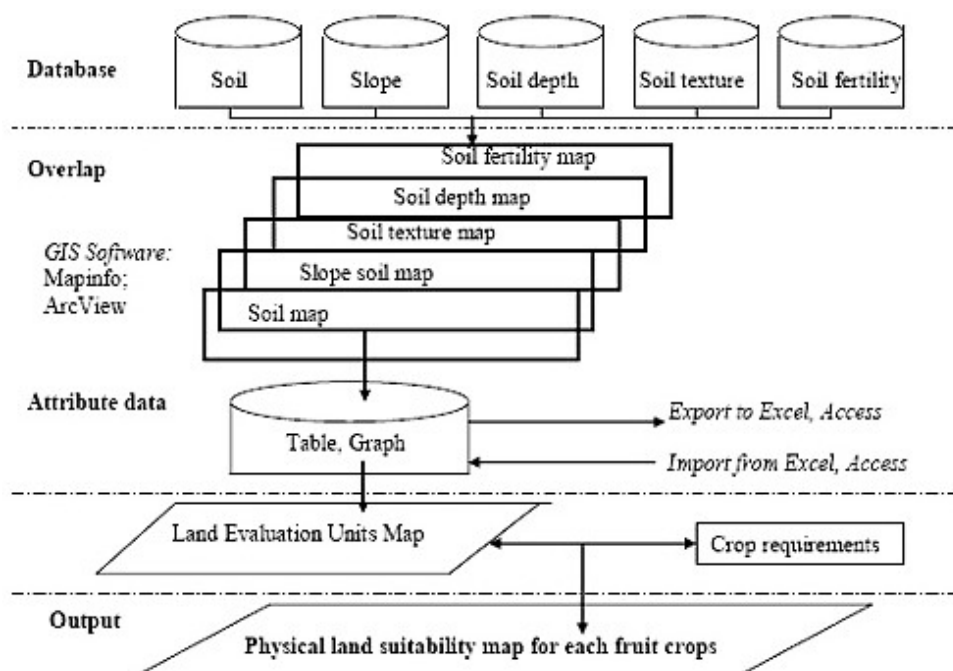 Database
Soil
Slope
Soil depth
Soil texture
Soil fertility
Overlap
Soil fertility map
Soil depth map
Soil texture map
Slope soil map
Soil map
GIS Software:
Mapinfo;
ArcView
Attribute data
Table, Graph
Export to Excel, Access
Import from Excel, Access
Land Evaluation Units Map
Crop requirements
Output
Physical land suitability map for each fruit crops